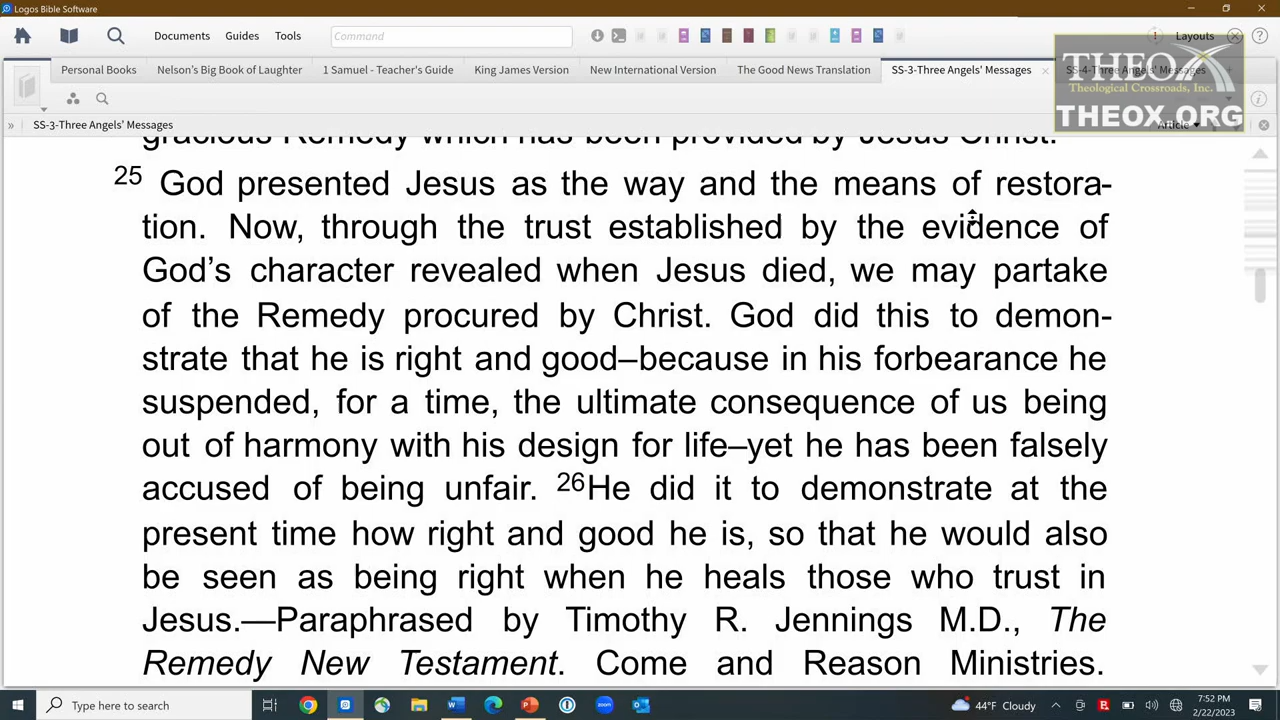 Logos Bible Software
Documents Guides Tools Command Layouts
Personal Books Nelson's Big Book of Laughter 1 Samuel: Listener's Guide King James Version New International Version The Good News Translation SS-3-Three Angels' Messages SS-4-Three Angels' Messages
THEOX
Theological Crossroads, Inc.
THEOX.ORG
SS-3-Three Angels' Messages Article
gracious Remedy which has been provided by Jesus Christ.
25 God presented Jesus as the way and the means of restora-
tion. Now, through the trust established by the evidence of
God's character revealed when Jesus died, we may partake
of the Remedy procured by Christ. God did this to demon-
strate that he is right and good–because in his forbearance he
suspended, for a time, the ultimate consequence of us being
out of harmony with his design for life–yet he has been falsely
accused of being unfair. 26He did it to demonstrate at the
present time how right and good he is, so that he would also
be seen as being right when he heals those who trust in
Jesus.—Paraphrased by Timothy R. Jennings M.D., The
Remedy New Testament. Come and Reason Ministries.
Type here to search 44°F Cloudy 7:52 PM
2/22/2023